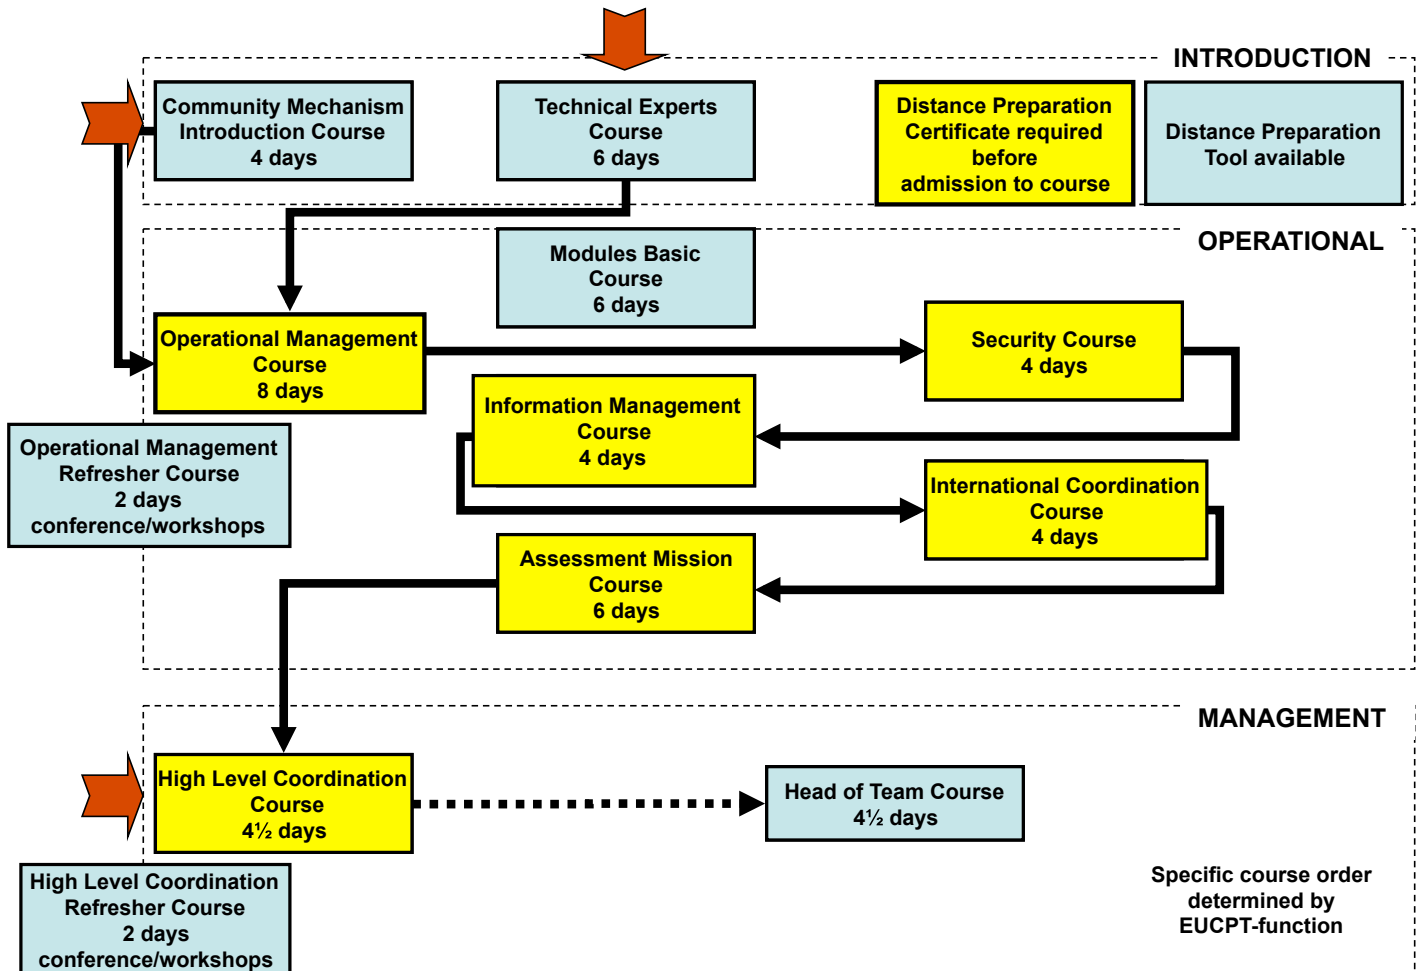 INTRODUCTION
Community Mechanism
Introduction Course
4 days
Technical Experts
Course
6 days
Distance Preparation
Certificate required
before
admission to course
Distance Preparation
Tool available
OPERATIONAL
Modules Basic
Course
6 days
Operational Management
Course
8 days
Security Course
4 days
Information Management
Course
4 days
Operational Management
Refresher Course
2 days
conference/workshops
International Coordination
Course
4 days
Assessment Mission
Course
6 days
MANAGEMENT
High Level Coordination
Course
4½ days
Head of Team Course
4½ days
High Level Coordination
Refresher Course
2 days
conference/workshops
Specific course order
determined by
EUCPT-function